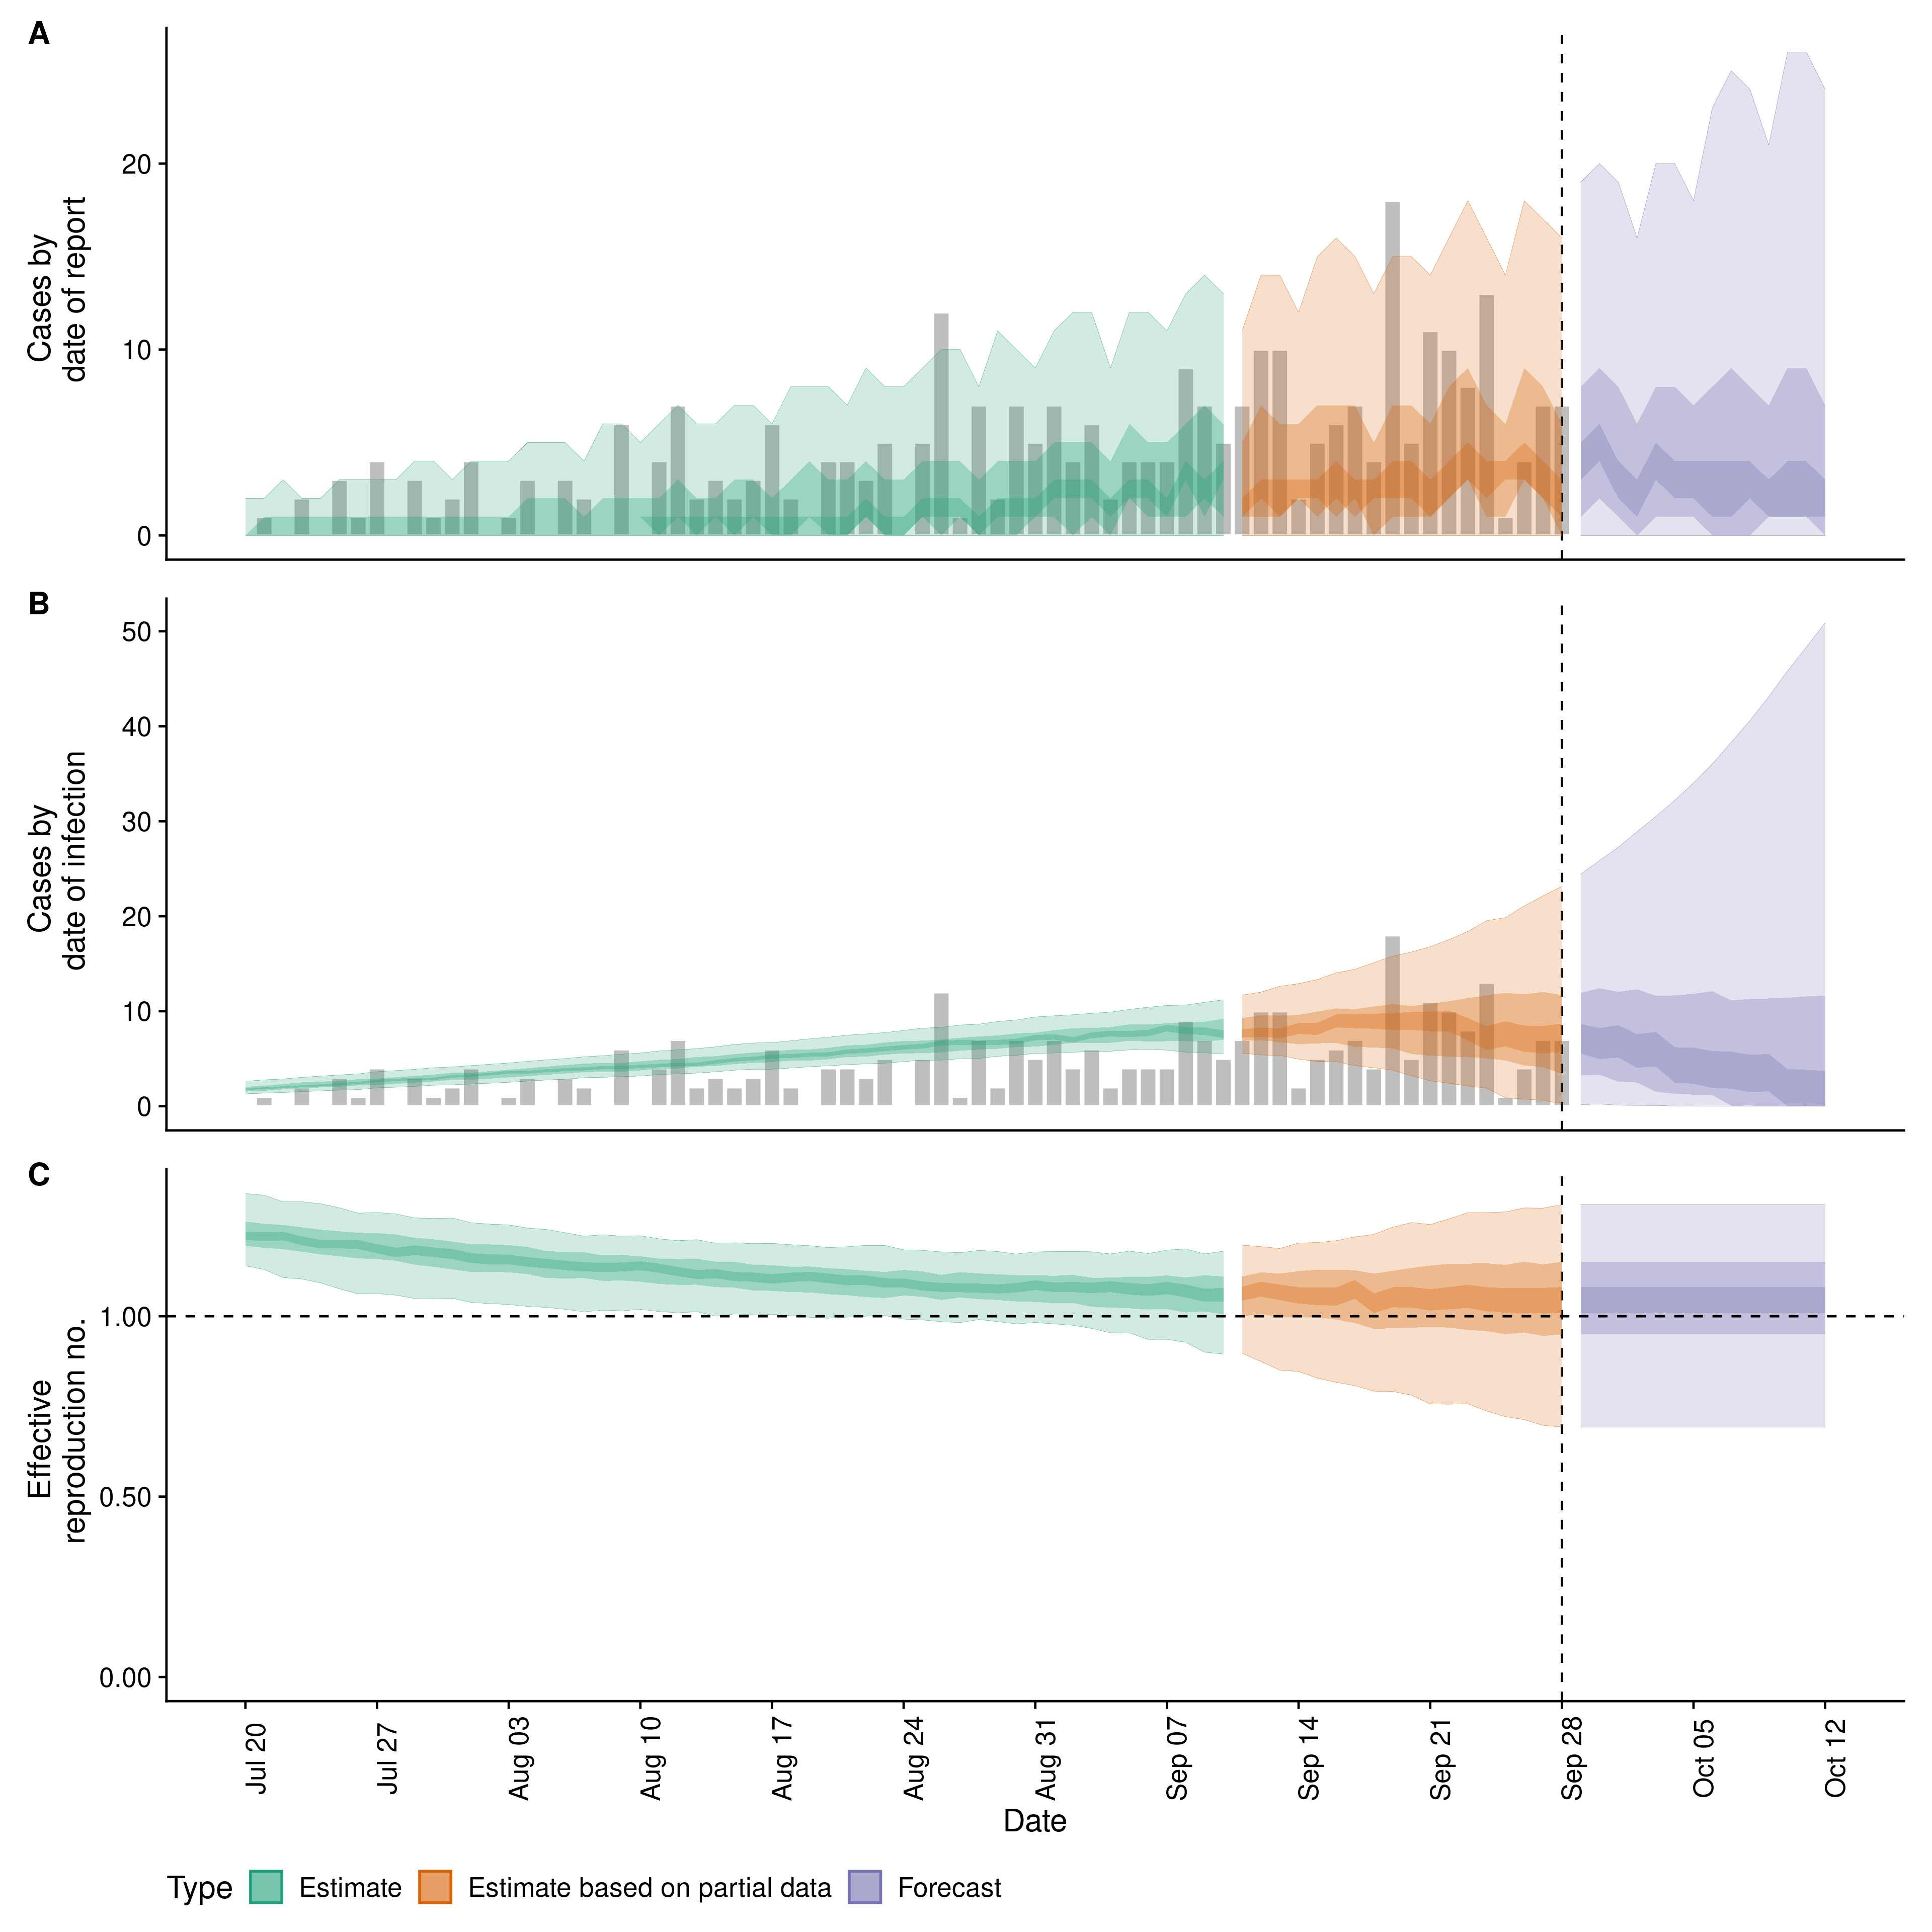 A
Cases by
date of report
20
10
0
B
Cases by
date of infection
50
40
30
20
10
0
C
Effective
reproduction no.
1.00
0.50
0.00
Jul 20
Jul 27
Aug 03
Aug 10
Aug 17
Aug 24
Aug 31
Sep 07
Sep 14
Sep 21
Sep 28
Oct 05
Oct 12
Date
Type Estimate Estimate based on partial data Forecast